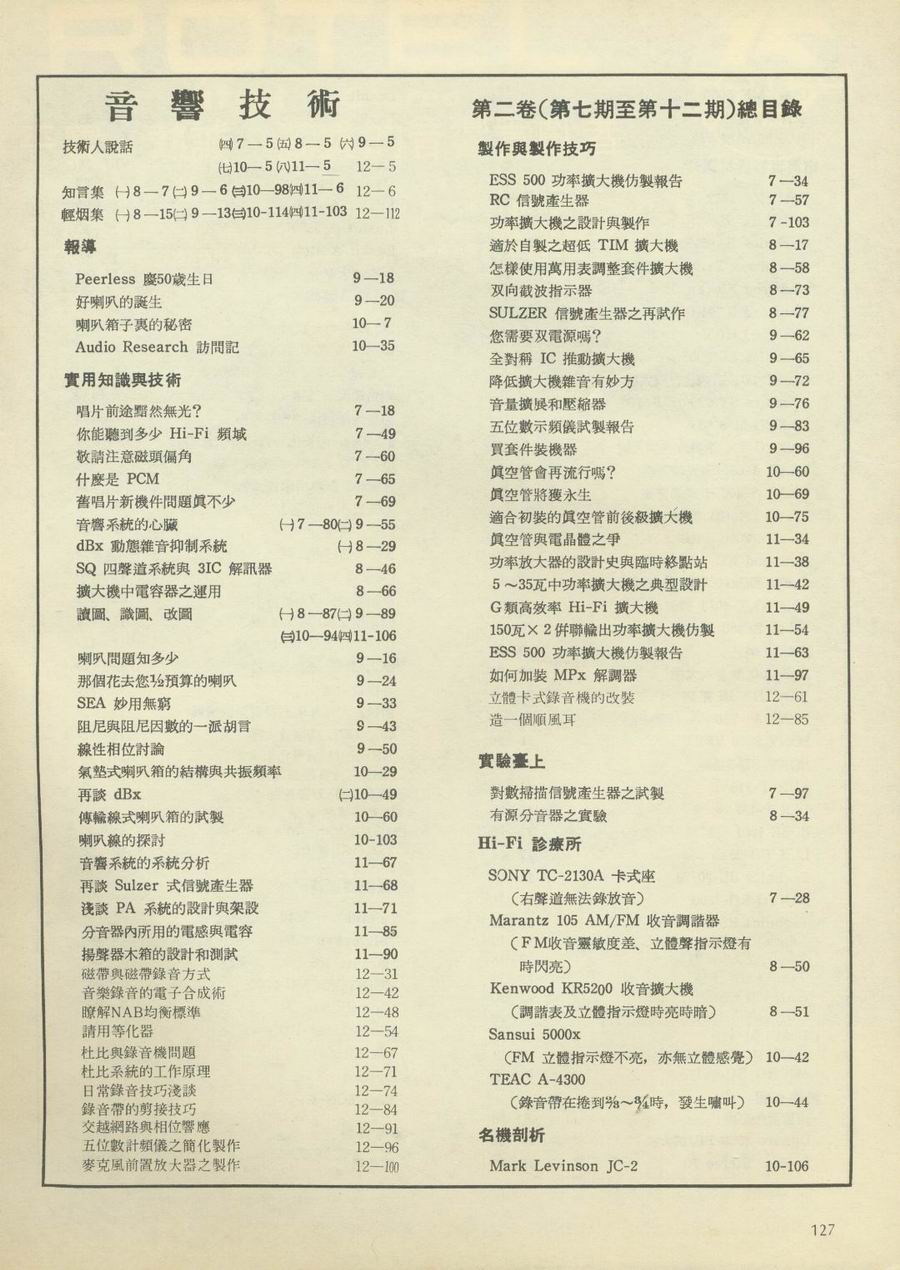 音響技術
技術人說話 ㈣7—5㈤8—5 ㈥9—5
㈦10—5㈧11—5 12—5
知言集 ㈠8—7㈡9—6㈢10—98㈣11—6 12—6
輕烟集 ㈠8—15㈡9—13㈢10-114㈣11-103 12—112
報導
Peerless 慶50歲生日 9—18
好喇叭的誕生 9—20
喇叭箱子裏的秘密 10—7
Audio Research 訪問記 10—35
實用知識與技術
唱片前途黯然無光？ 7—18
你能聽到多少 Hi-Fi 頻域 7—49
敬請注意磁頭偏角 7—60
什麼是 PCM 7—65
舊唱片新機件問題眞不少 7—69
音響系統的心臟 ㈠7—80㈡9—55
dBx 動態雜音抑制系統 ㈠8—29
SQ 四聲道系統與 3IC 解訊器 8—46
擴大機中電容器之運用 8—66
讀圖、識圖、改圖 ㈠8—87㈡9—89
㈢10—94㈣11-106
喇叭問題知多少 9—16
那個花去您½預算的喇叭 9—24
SEA 妙用無窮 9—33
阻尼與阻尼因數的一派胡言 9—43
線性相位討論 9—50
氣墊式喇叭箱的結構與共振頻率 10—29
再談 dBx ㈡10—49
傳輸線式喇叭箱的試製 10—60
喇叭線的探討 10-103
音響系統的系統分析 11—67
再談 Sulzer 式信號產生器 11—68
淺談 PA 系統的設計與架設 11—71
分音器內所用的電感與電容 11—85
揚聲器木箱的設計和測試 11—90
磁帶與磁帶錄音方式 12—31
音樂錄音的電子合成術 12—42
瞭解NAB均衡標準 12—48
請用等化器 12—54
杜比與錄音機問題 12—67
杜比系統的工作原理 12—71
日常錄音技巧淺談 12—74
錄音帶的剪接技巧 12—84
交越網路與相位響應 12—91
五位數計頻儀之簡化製作 12—96
麥克風前置放大器之製作 12—100
第二卷(第七期至第十二期)總目錄
製作與製作技巧
ESS 500 功率擴大機仿製報告 7—34
RC 信號產生器 7—57
功率擴大機之設計與製作 7-103
適於自製之超低 TIM 擴大機 8—17
怎樣使用萬用表調整套件擴大機 8—58
双向截波指示器 8—73
SULZER 信號產生器之再試作 8—77
您需要双電源嗎？ 9—62
全對稱 IC 推動擴大機 9—65
降低擴大機雜音有妙方 9—72
音量擴展和壓縮器 9—76
五位數示頻儀試製報告 9—83
買套件裝機器 9—96
眞空管會再流行嗎？ 10—60
眞空管將獲永生 10—69
適合初裝的眞空管前後級擴大機 10—75
眞空管與電晶體之爭 11—34
功率放大器的設計史與臨時終點站 11—38
5～35瓦中功率擴大機之典型設計 11—42
G類高效率 Hi-Fi 擴大機 11—49
150瓦×2併聯輸出功率擴大機仿製 11—54
ESS 500 功率擴大機仿製報告 11—63
如何加裝 MPx 解調器 11—97
立體卡式錄音機的改裝 12—61
造一個順風耳 12—85
實驗臺上
對數掃描信號產生器之試製 7—97
有源分音器之實驗 8—34
Hi-Fi 診療所
SONY TC-2130A 卡式座
（右聲道無法錄放音） 7—28
Marantz 105 AM/FM 收音調諧器
（FM收音靈敏度差、立體聲指示燈有
時閃亮） 8—50
Kenwood KR5200 收音擴大機
（調諧表及立體指示燈時亮時暗） 8—51
Sansui 5000x
（FM 立體指示燈不亮，亦無立體感覺） 10—42
TEAC A-4300
（錄音帶在捲到⅔～¾時，發生嘯叫） 10—44
名機剖析
Mark Levinson JC-2 10-106
127